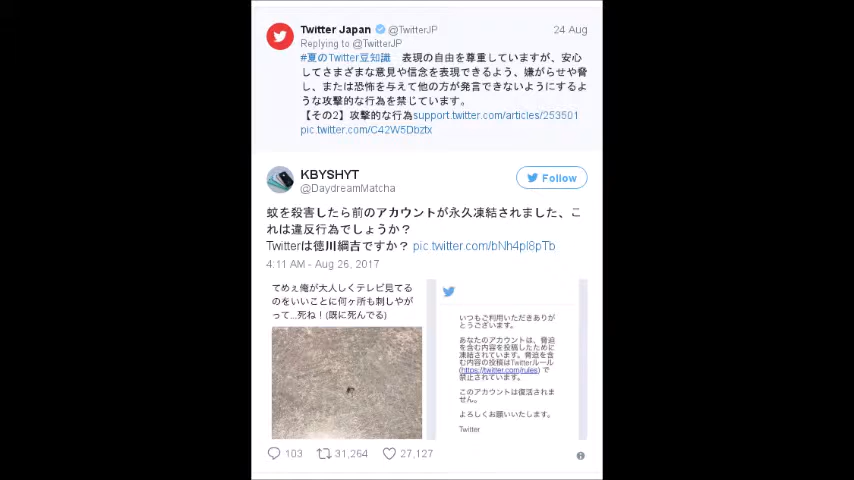 Twitter Japan @TwitterJP 24 Aug
Replying to @TwitterJP
#夏のTwitter豆知識 表現の自由を尊重していますが、安心
してさまざまな意見や信念を表現できるよう、嫌がらせや脅
し、または恐怖を与えて他の方が発言できないようにするよ
うな攻撃的な行為を禁じています。
【その2】攻撃的な行為support.twitter.com/articles/253501
pic.twitter.com/C42W5Dbztx
KBYSHYT
@DaydreamMatcha
Follow
蚊を殺害したら前のアカウントが永久凍結されました、こ
れは違反行為でしょうか？
Twitterは徳川綱吉ですか？ pic.twitter.com/bNh4pl8pTb
4:11 AM - Aug 26, 2017
てめぇ俺が大人しくテレビ見てる
のをいいことに何ヶ所も刺しやが
って...死ね！(既に死んでる)
いつもご利用いただきありが
とうございます。
あなたのアカウントは、脅迫
を含む内容を投稿したために
凍結されています。脅迫を含
む内容の投稿はTwitterルール
(https://twitter.com/rules) で
禁止されています。
このアカウントは復活されま
せん。
よろしくお願いいたします。
Twitter
103 31,264 27,127